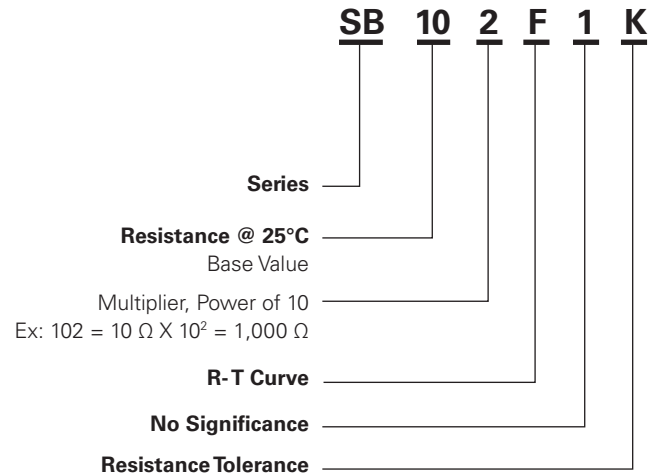 SB 10 2 F 1 K
Series
Resistance @ 25°C
Base Value
Multiplier, Power of 10
Ex: 102 = 10 Ω X 10² = 1,000 Ω
R-T Curve
No Significance
Resistance Tolerance